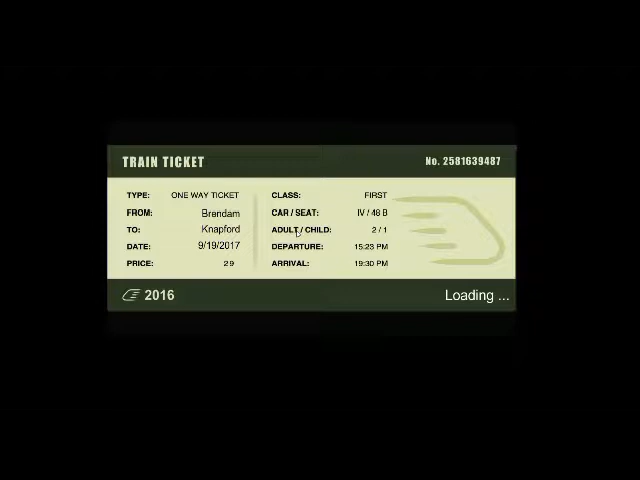 TRAIN TICKET No. 2581639487
TYPE: ONE WAY TICKET CLASS: FIRST
FROM: Brendam CAR / SEAT: IV / 48 B
TO: Knapford ADULT / CHILD: 2 / 1
DATE: 9/19/2017 DEPARTURE: 15:23 PM
PRICE: 29 ARRIVAL: 19:30 PM
2016 Loading ...